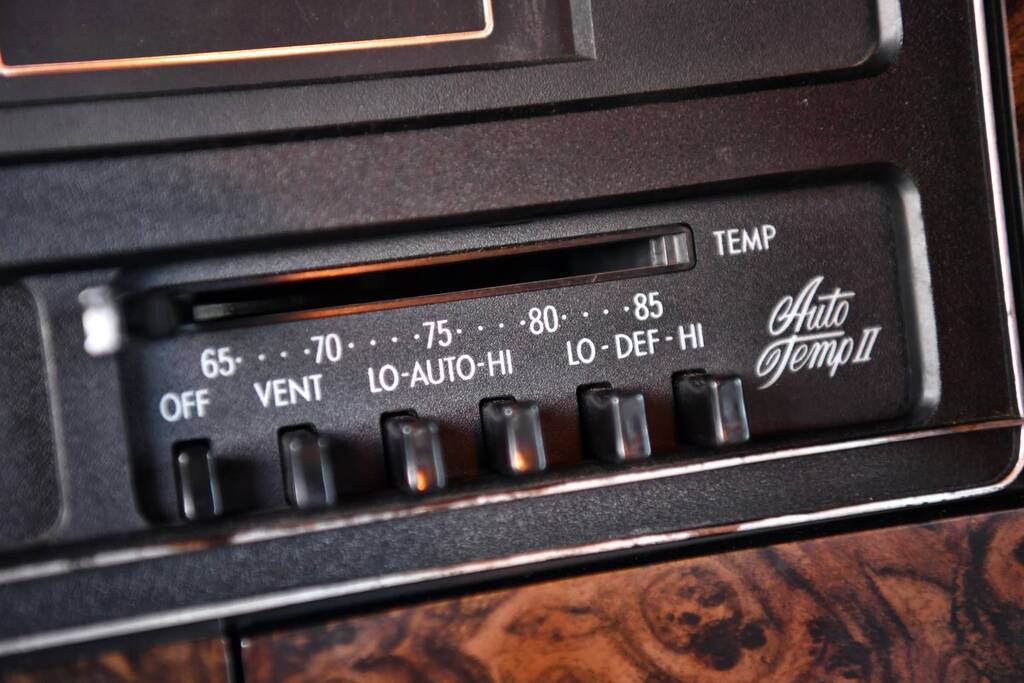 TEMP
65· · · ·70· · · ·75· · · ·80· · · ·85
OFF VENT LO-AUTO-HI LO-DEF-HI
Auto
Temp II